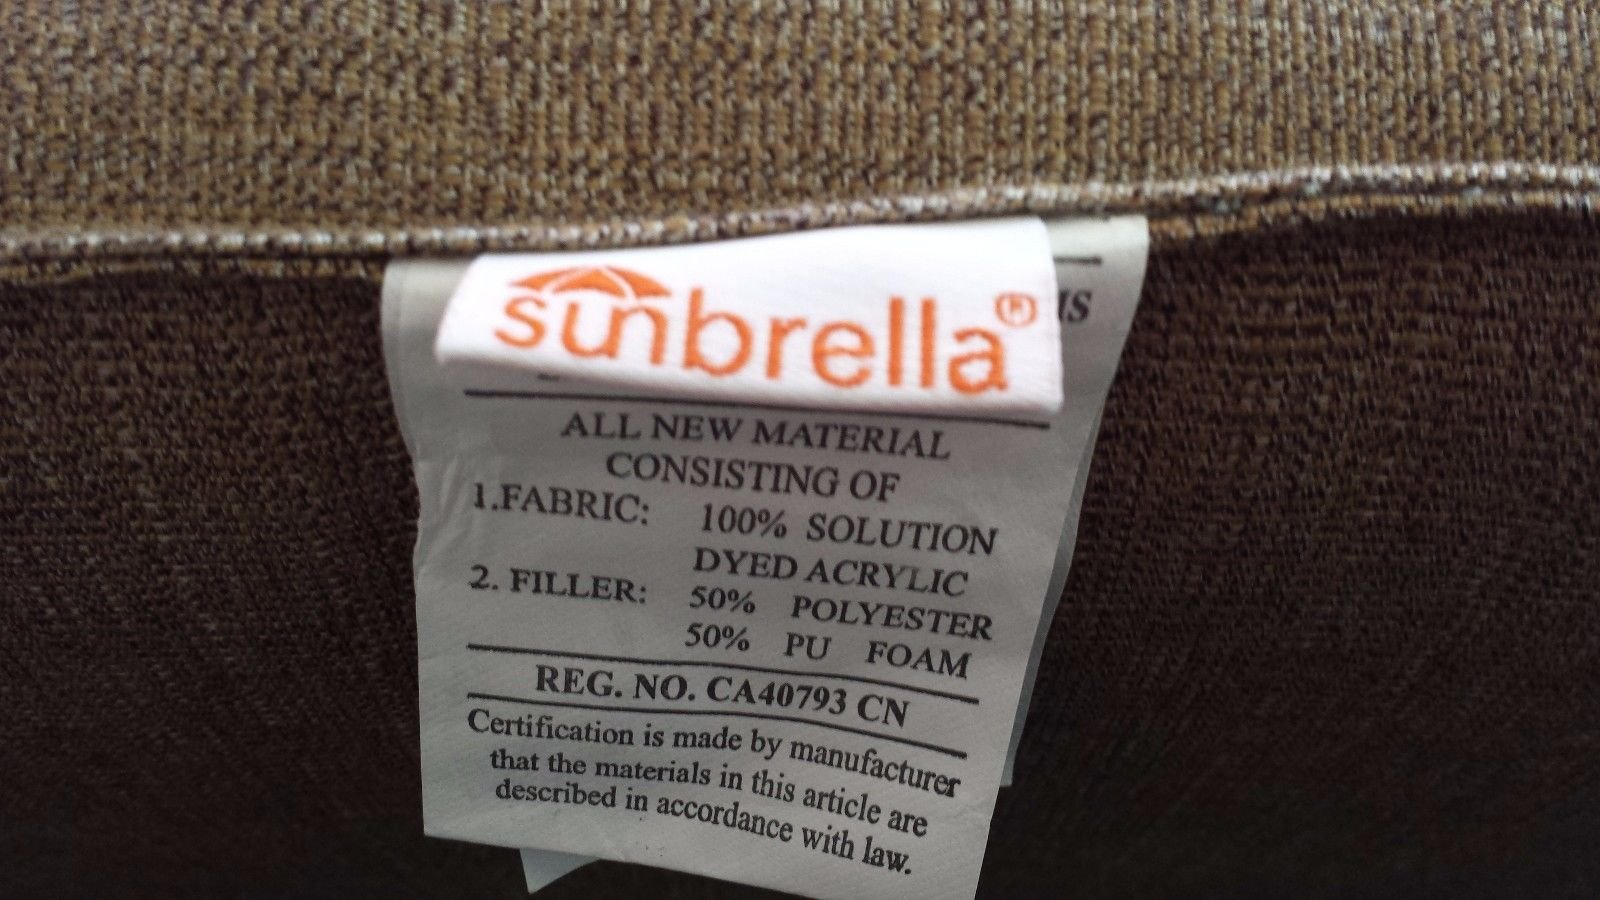 sunbrella®
IS
ALL NEW MATERIAL
CONSISTING OF
1.FABRIC: 100% SOLUTION
DYED ACRYLIC
2. FILLER: 50% POLYESTER
50% PU FOAM
REG. NO. CA40793 CN
Certification is made by manufacturer
that the materials in this article are
described in accordance with law.